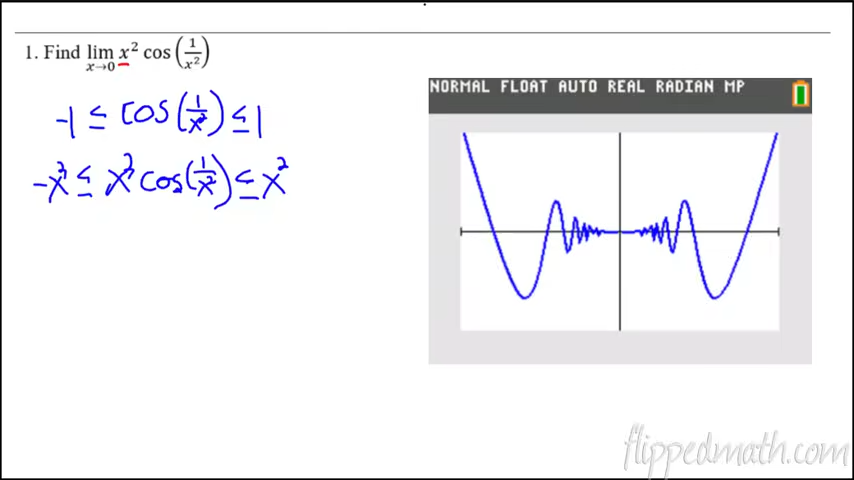 1. Find lim x→0 x² cos(1/x²)
-1 ≤ cos(1/x²) ≤ 1
-x² ≤ x² cos(1/x²) ≤ x²
NORMAL FLOAT AUTO REAL RADIAN MP
flippedmath.com